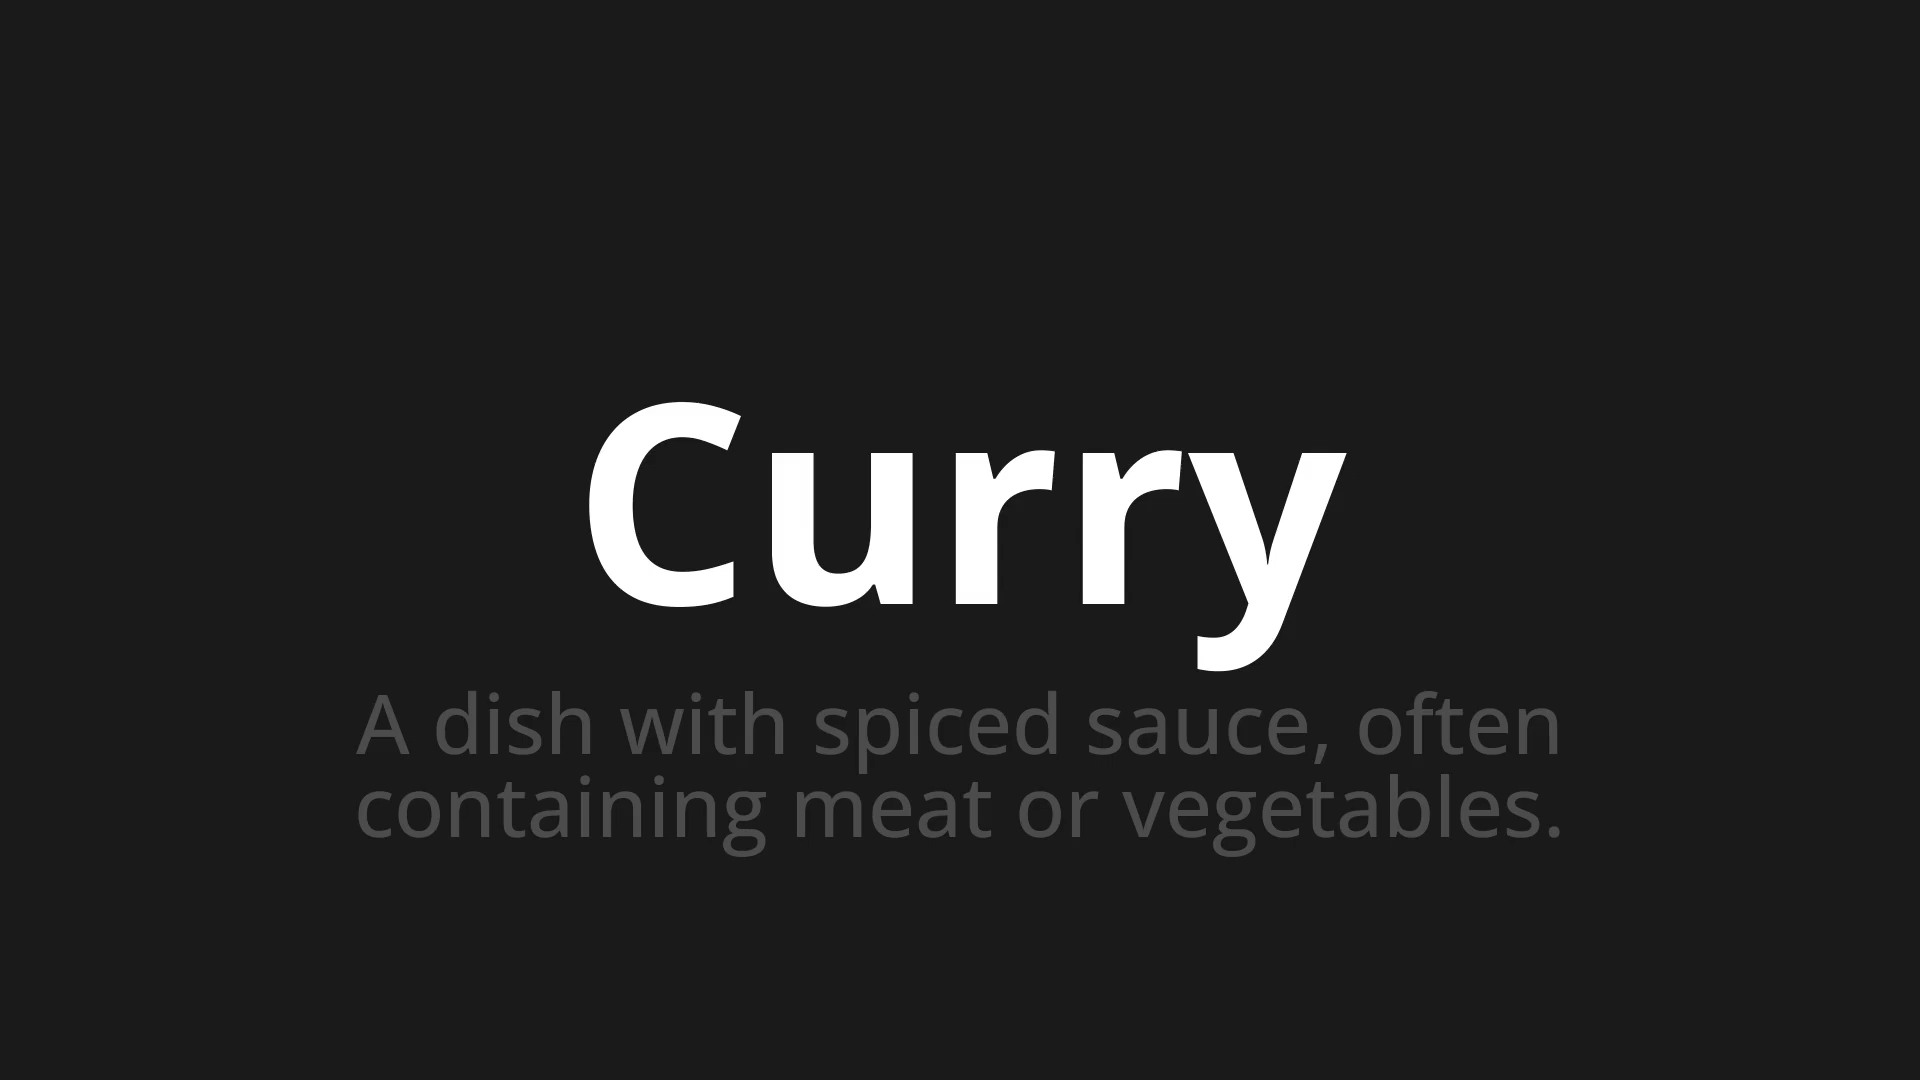 Curry
A dish with spiced sauce, often
containing meat or vegetables.